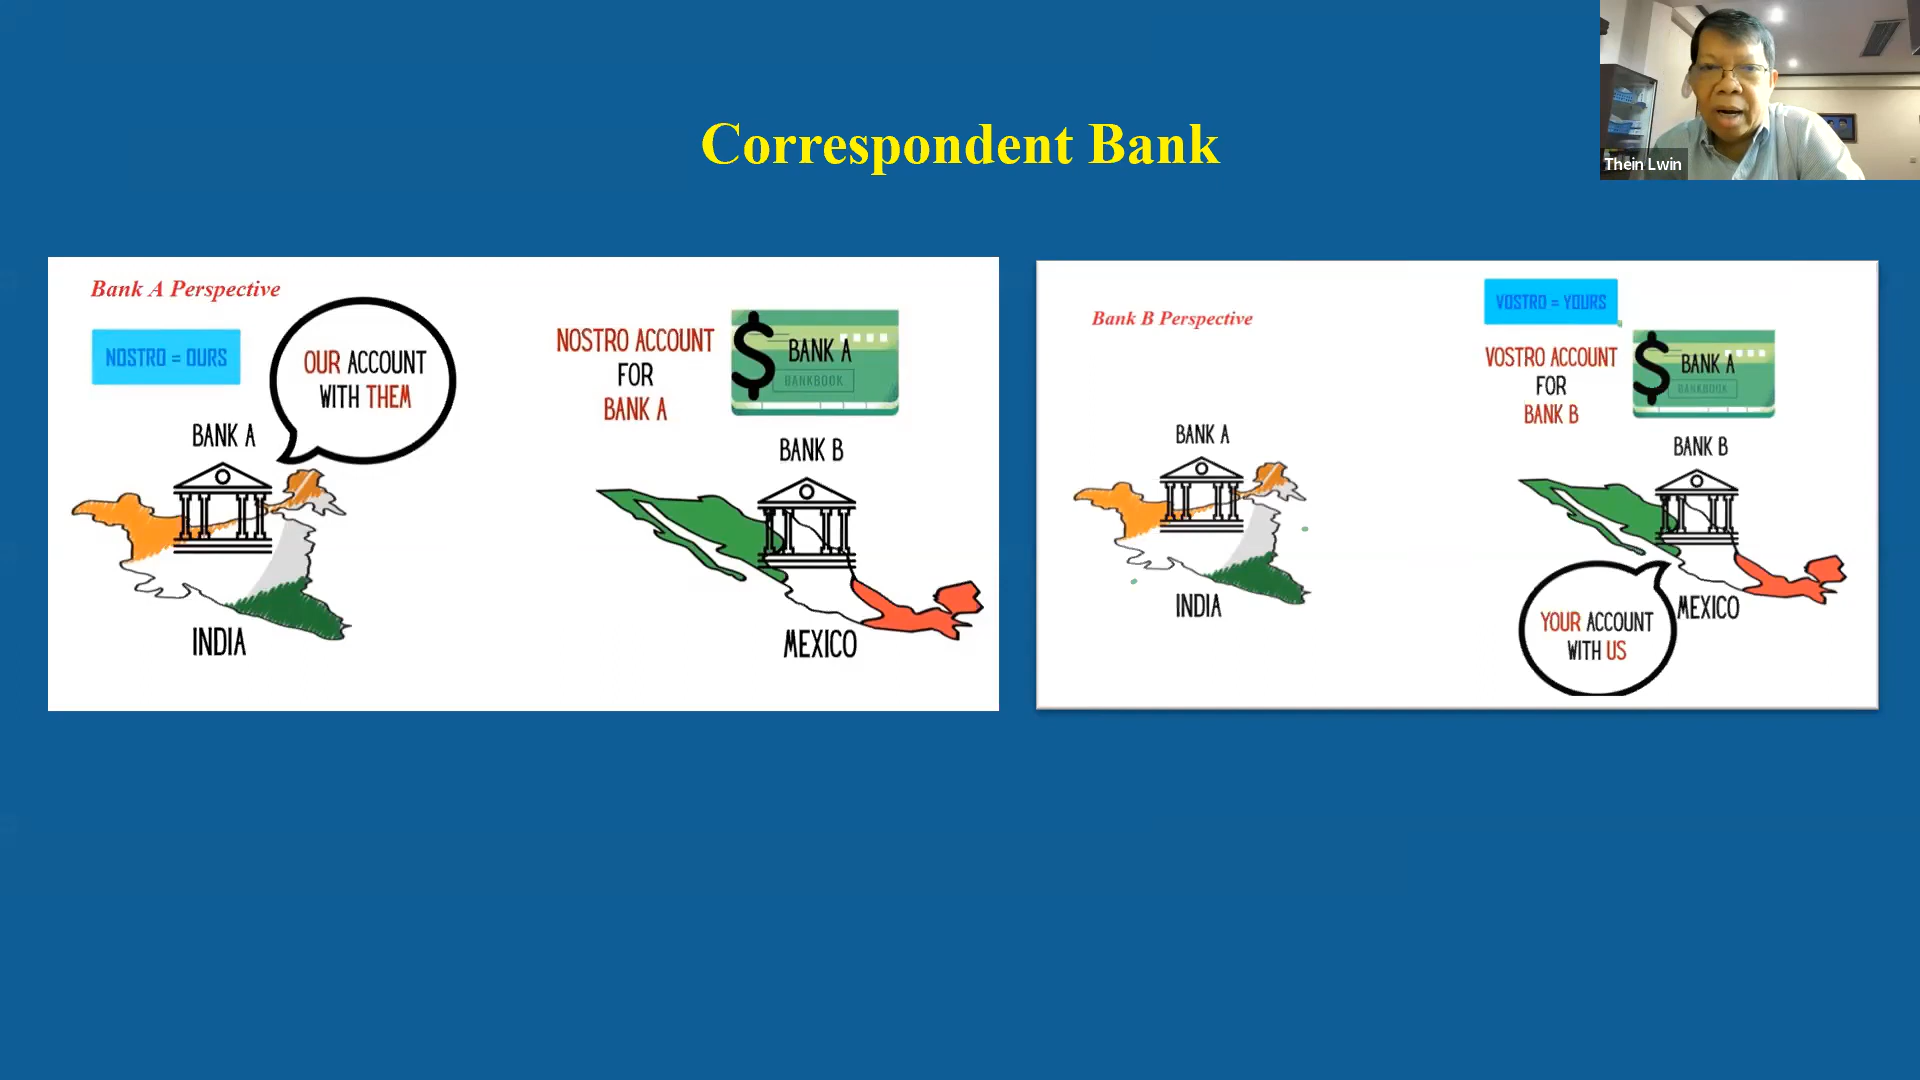 Correspondent Bank
Thein Lwin
Bank A Perspective
NOSTRO = OURS
OUR ACCOUNT
WITH THEM
NOSTRO ACCOUNT
FOR
BANK A
BANK A
BANKBOOK
BANK A
BANK B
INDIA
MEXICO
Bank B Perspective
VOSTRO = YOURS
VOSTRO ACCOUNT
FOR
BANK B
BANK A
BANKBOOK
BANK A
BANK B
INDIA
MEXICO
YOUR ACCOUNT
WITH US